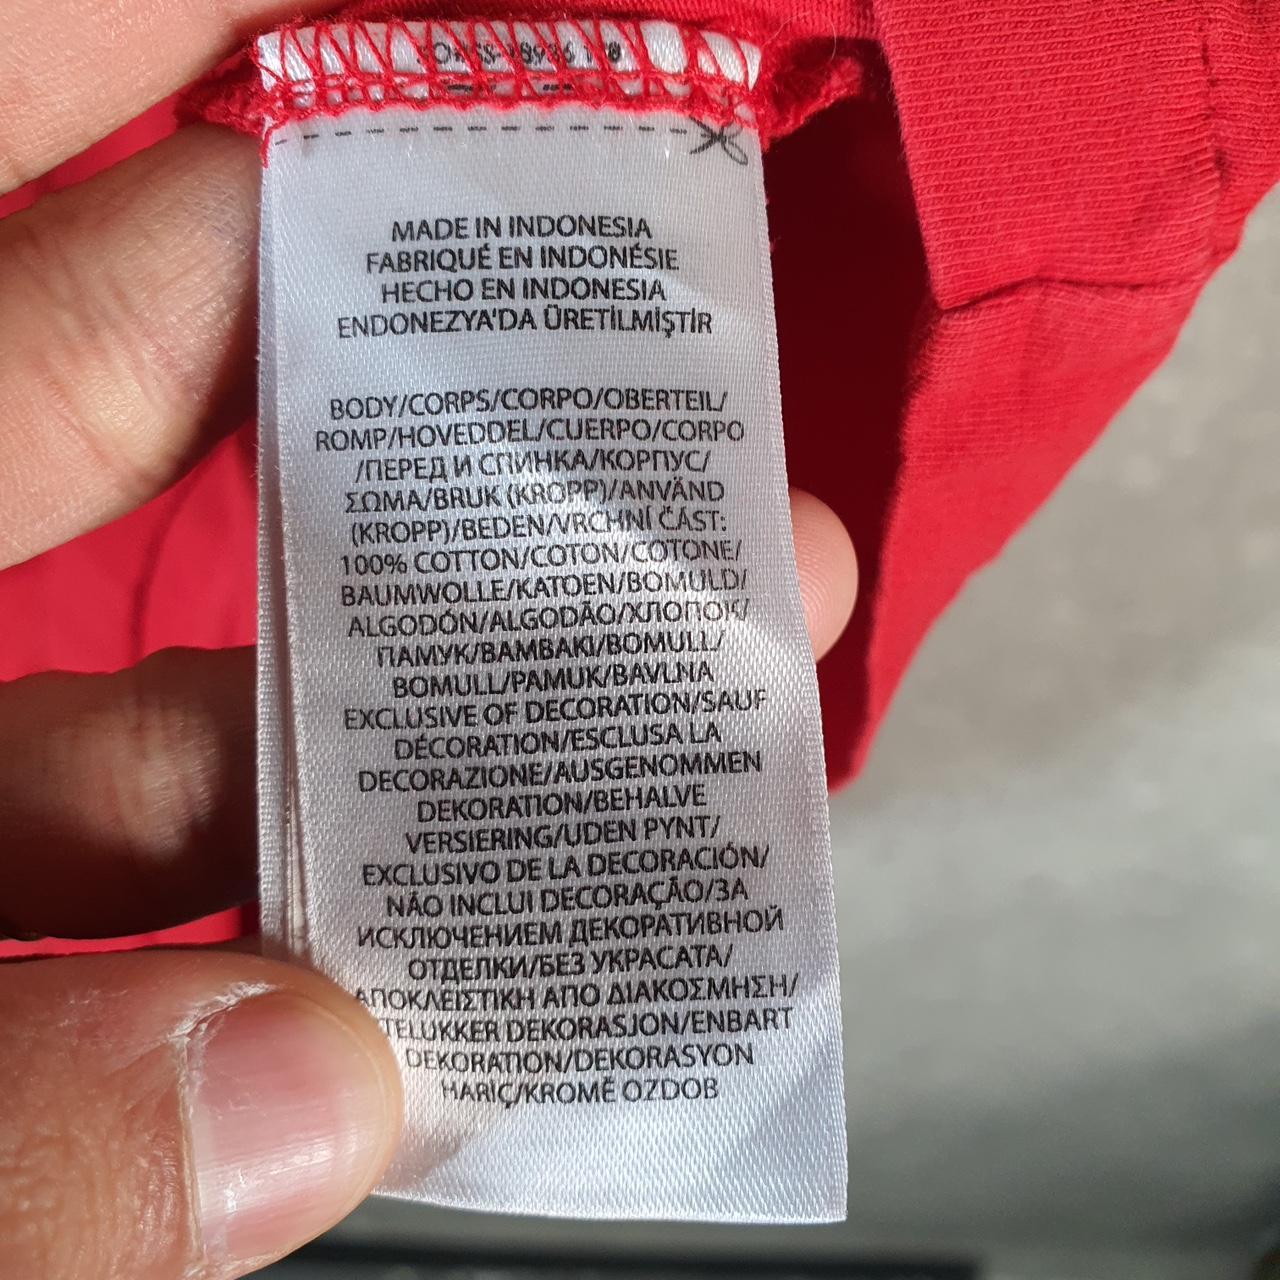 MADE IN INDONESIA
FABRIQUÉ EN INDONÉSIE
HECHO EN INDONESIA
ENDONEZYA'DA ÜRETİLMİŞTİR
BODY/CORPS/CORPO/OBERTEIL/
ROMP/HOVEDDEL/CUERPO/CORPO
/ПЕРЕД И СПИНКА/КОРПУС/
ΣΩΜΑ/BRUK (KROPP)/ANVÄND
(KROPP)/BEDEN/VRCHNÍ ČÁST:
100% COTTON/COTON/COTONE/
BAUMWOLLE/KATOEN/BOMULD/
ALGODÓN/ALGODÃO/ХЛОПОК/
ПАМУК/ΒΑΜΒΑΚΙ/BOMULL/
BOMULL/PAMUK/BAVLNA
EXCLUSIVE OF DECORATION/SAUF
DÉCORATION/ESCLUSA LA
DECORAZIONE/AUSGENOMMEN
DEKORATION/BEHALVE
VERSIERING/UDEN PYNT/
EXCLUSIVO DE LA DECORACIÓN/
NÃO INCLUI DECORAÇÃO/ЗА
ИСКЛЮЧЕНИЕМ ДЕКОРАТИВНОЙ
ОТДЕЛКИ/БЕЗ УКРАСАТА/
ΑΠΟΚΛΕΙΣΤΙΚΗ ΑΠΟ ΔΙΑΚΟΣΜΗΣΗ/
DEKORASJON/ENBART
DEKORATION/DEKORASYON
HARİÇ/KROMĚ OZDOB